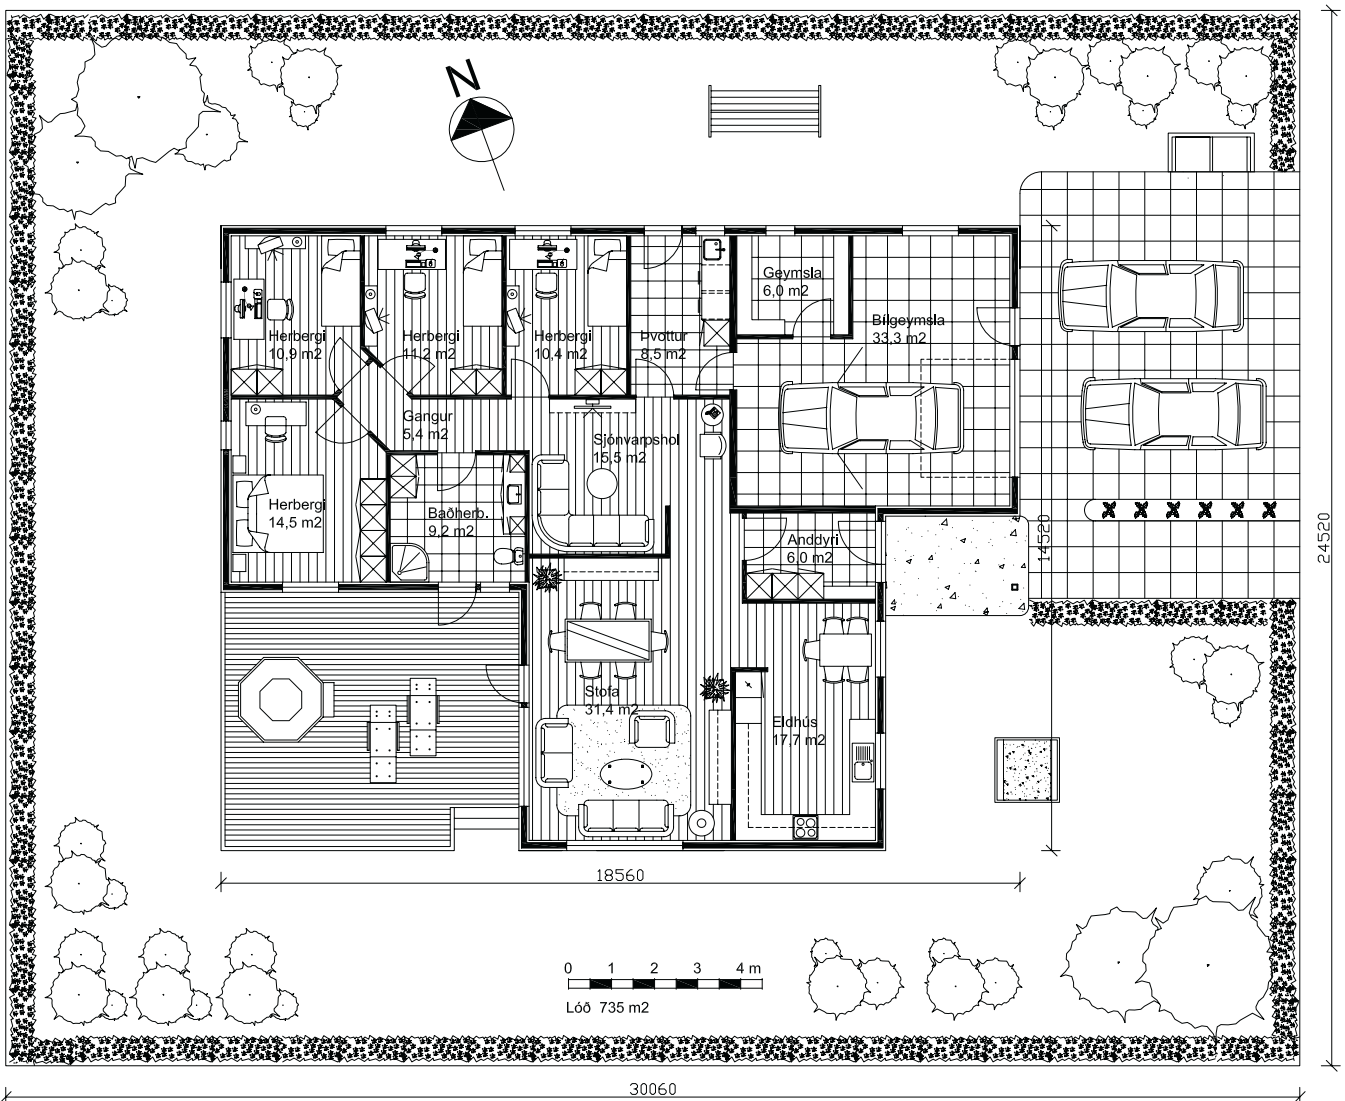 N
Geymsla
6,0 m2
Bílgeymsla
33,3 m2
Herbergi
10,9 m2
Herbergi
11,2 m2
Herbergi
10,4 m2
Þvottur
8,5 m2
Gangur
5,4 m2
Sjónvarpshol
15,5 m2
Herbergi
14,5 m2
Baðherb.
9,2 m2
Anddyri
6,0 m2
14520
24520
Stofa
31,4 m2
Eldhús
17,7 m2
18560
0 1 2 3 4 m
Lóð 735 m2
30060